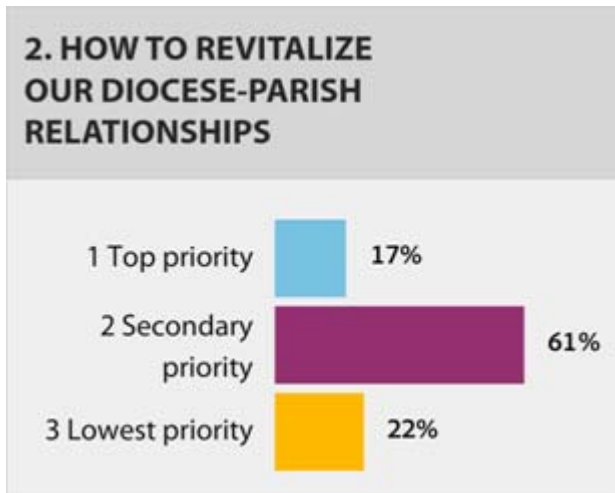 2. HOW TO REVITALIZE
OUR DIOCESE-PARISH
RELATIONSHIPS
1 Top priority 17%
2 Secondary
priority 61%
3 Lowest priority 22%